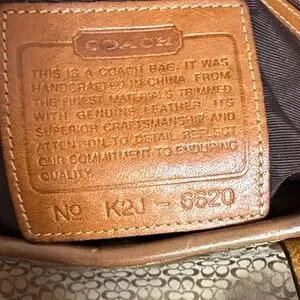 COACH
THIS IS A COACH BAG. IT WAS
HANDCRAFTED IN CHINA FROM
THE FINEST MATERIALS TRIMMED
WITH GENUINE LEATHER. ITS
SUPERIOR CRAFTSMANSHIP AND
ATTENTION TO DETAIL REFLECT
OUR COMMITMENT TO ENDURING
QUALITY.
No K2J - 6820